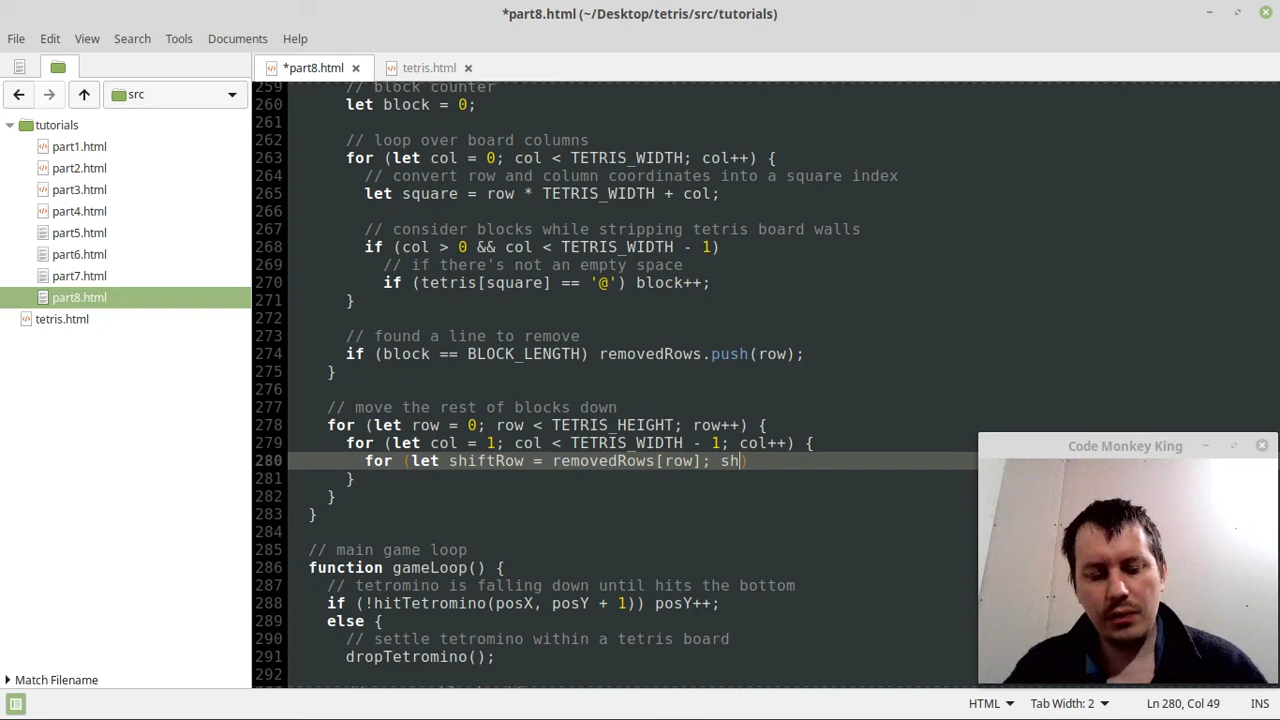 *part8.html (~/Desktop/tetris/src/tutorials)
File Edit View Search Tools Documents Help
*part8.html
tetris.html
src
tutorials
part1.html
part2.html
part3.html
part4.html
part5.html
part6.html
part7.html
part8.html
tetris.html
Match Filename
259 // block counter
260 let block = 0;
261
262 // loop over board columns
263 for (let col = 0; col < TETRIS_WIDTH; col++) {
264 // convert row and column coordinates into a square index
265 let square = row * TETRIS_WIDTH + col;
266
267 // consider blocks while stripping tetris board walls
268 if (col > 0 && col < TETRIS_WIDTH - 1)
269 // if there's not an empty space
270 if (tetris[square] == '@') block++;
271 }
272
273 // found a line to remove
274 if (block == BLOCK_LENGTH) removedRows.push(row);
275 }
276
277 // move the rest of blocks down
278 for (let row = 0; row < TETRIS_HEIGHT; row++) {
279 for (let col = 1; col < TETRIS_WIDTH - 1; col++) {
280 for (let shiftRow = removedRows[row]; sh)
281 }
282 }
283 }
284
285 // main game loop
286 function gameLoop() {
287 // tetromino is falling down until hits the bottom
288 if (!hitTetromino(posX, posY + 1)) posY++;
289 else {
290 // settle tetromino within a tetris board
291 dropTetromino();
292
Code Monkey King
HTML Tab Width: 2 Ln 280, Col 49 INS